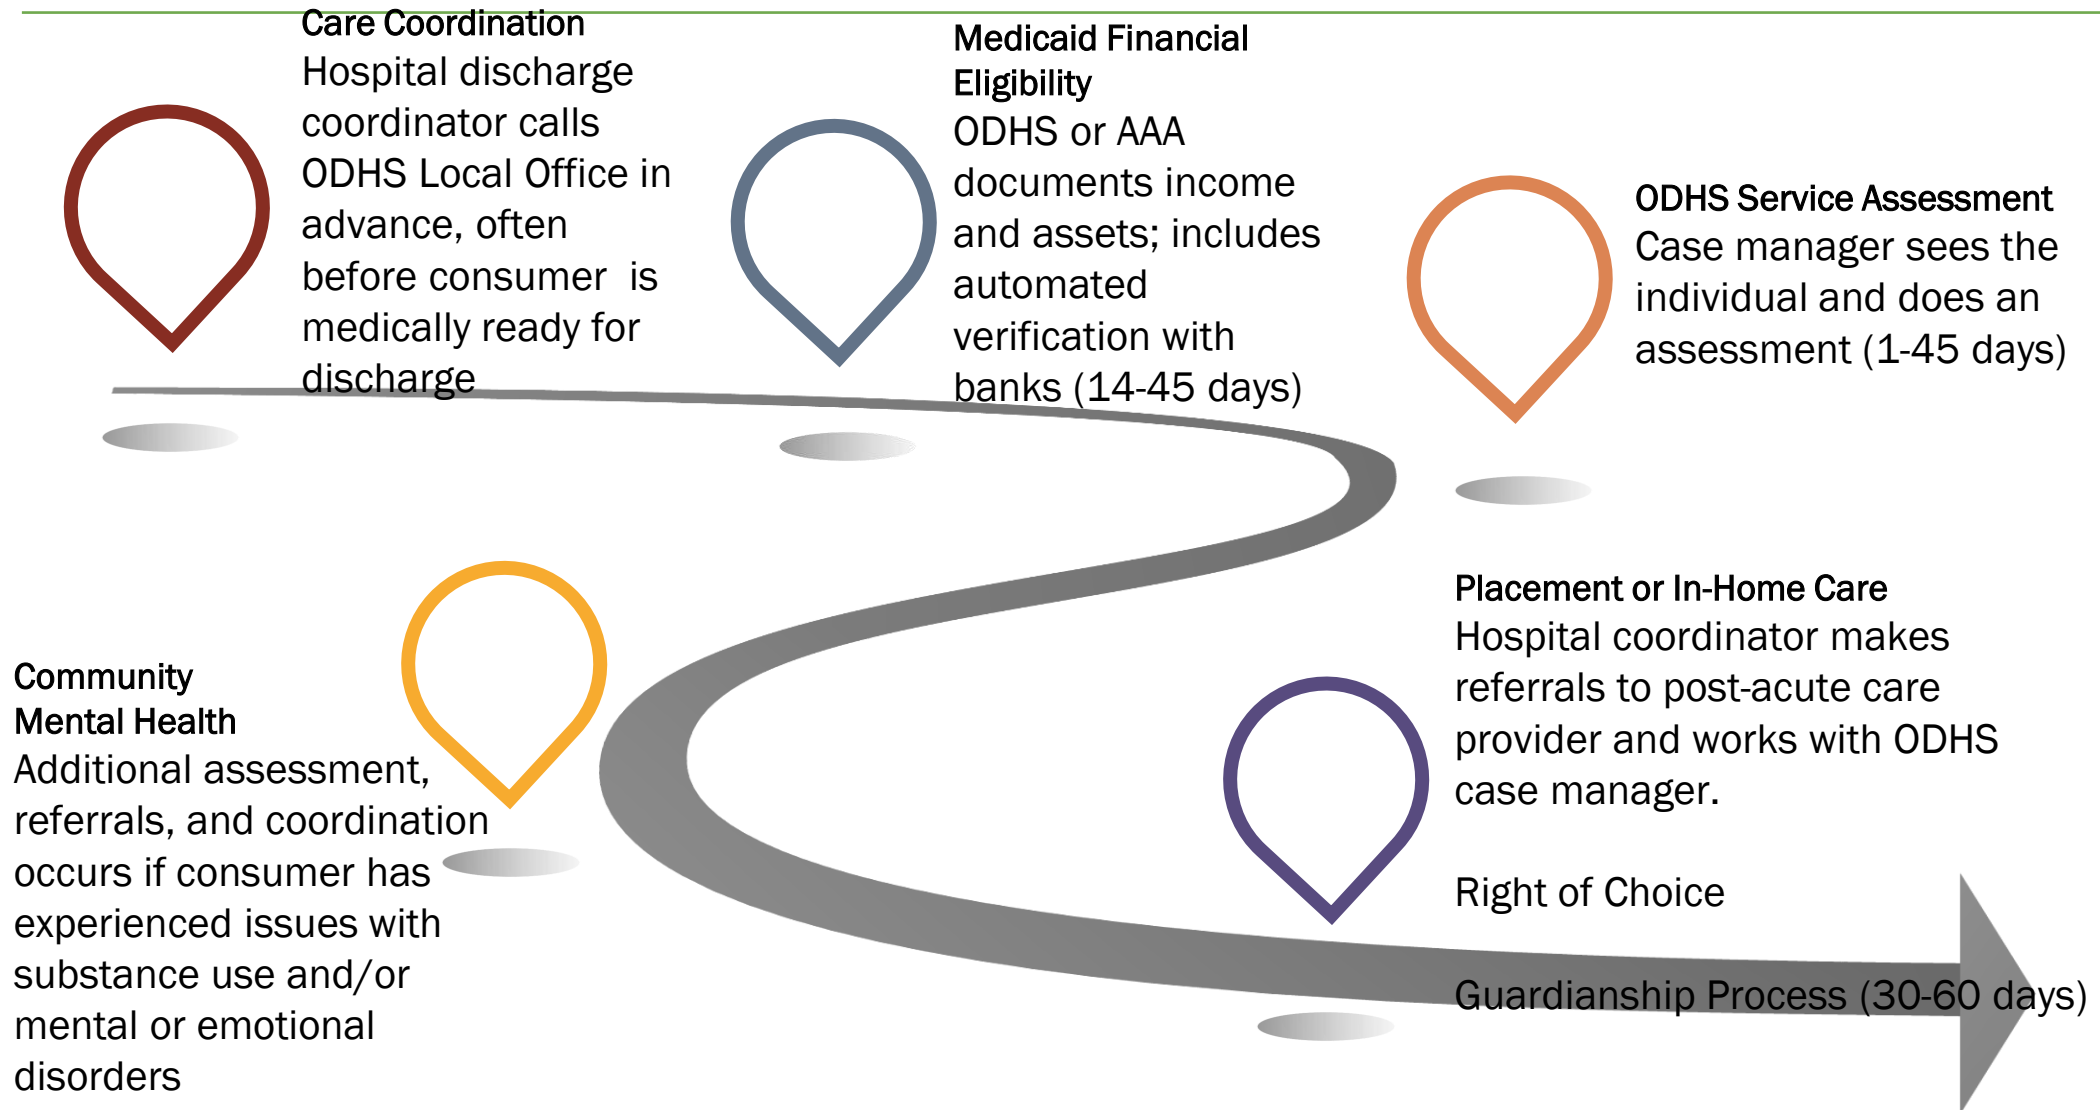 Care Coordination
Hospital discharge
coordinator calls
ODHS Local Office in
advance, often
before consumer  is
medically ready for
discharge
Medicaid Financial
Eligibility
ODHS or AAA
documents income
and assets; includes
automated
verification with
banks (14-45 days)
ODHS Service Assessment
Case manager sees the
individual and does an
assessment (1-45 days)
Community
Mental Health
Additional assessment,
referrals, and coordination
occurs if consumer has
experienced issues with
substance use and/or
mental or emotional
disorders
Placement or In-Home Care
Hospital coordinator makes
referrals to post-acute care
provider and works with ODHS
case manager.
Right of Choice
Guardianship Process (30-60 days)